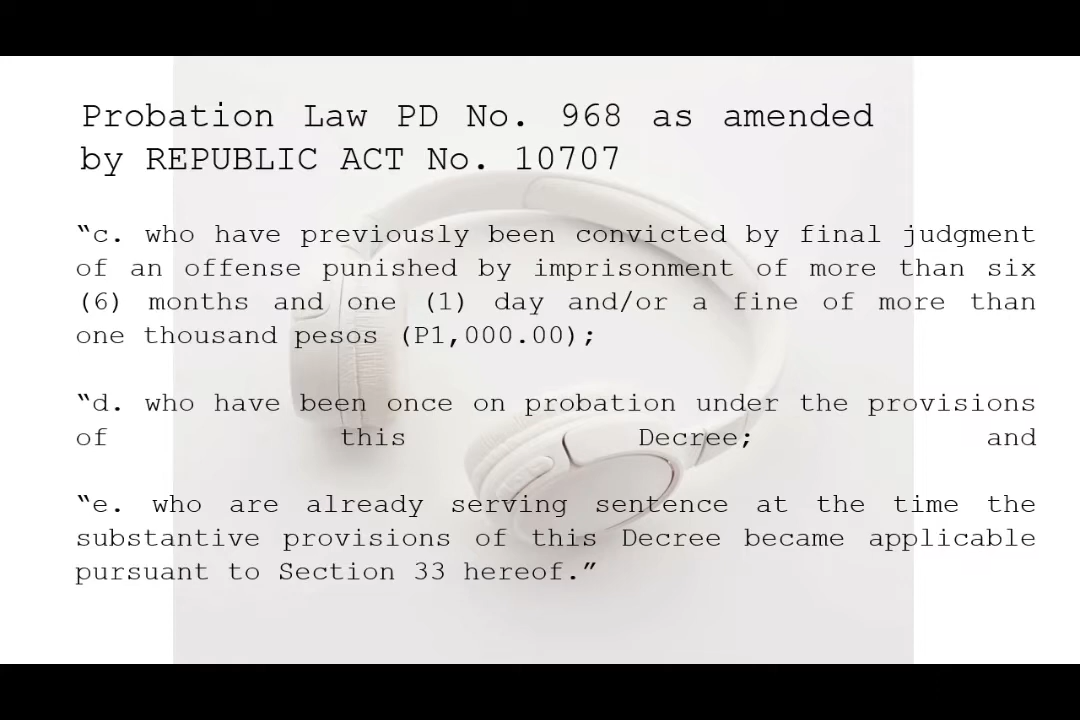 Probation Law PD No. 968 as amended
by REPUBLIC ACT No. 10707
“c. who have previously been convicted by final judgment
of an offense punished by imprisonment of more than six
(6) months and one (1) day and/or a fine of more than
one thousand pesos (P1,000.00);
“d. who have been once on probation under the provisions
of this Decree; and
“e. who are already serving sentence at the time the
substantive provisions of this Decree became applicable
pursuant to Section 33 hereof.”